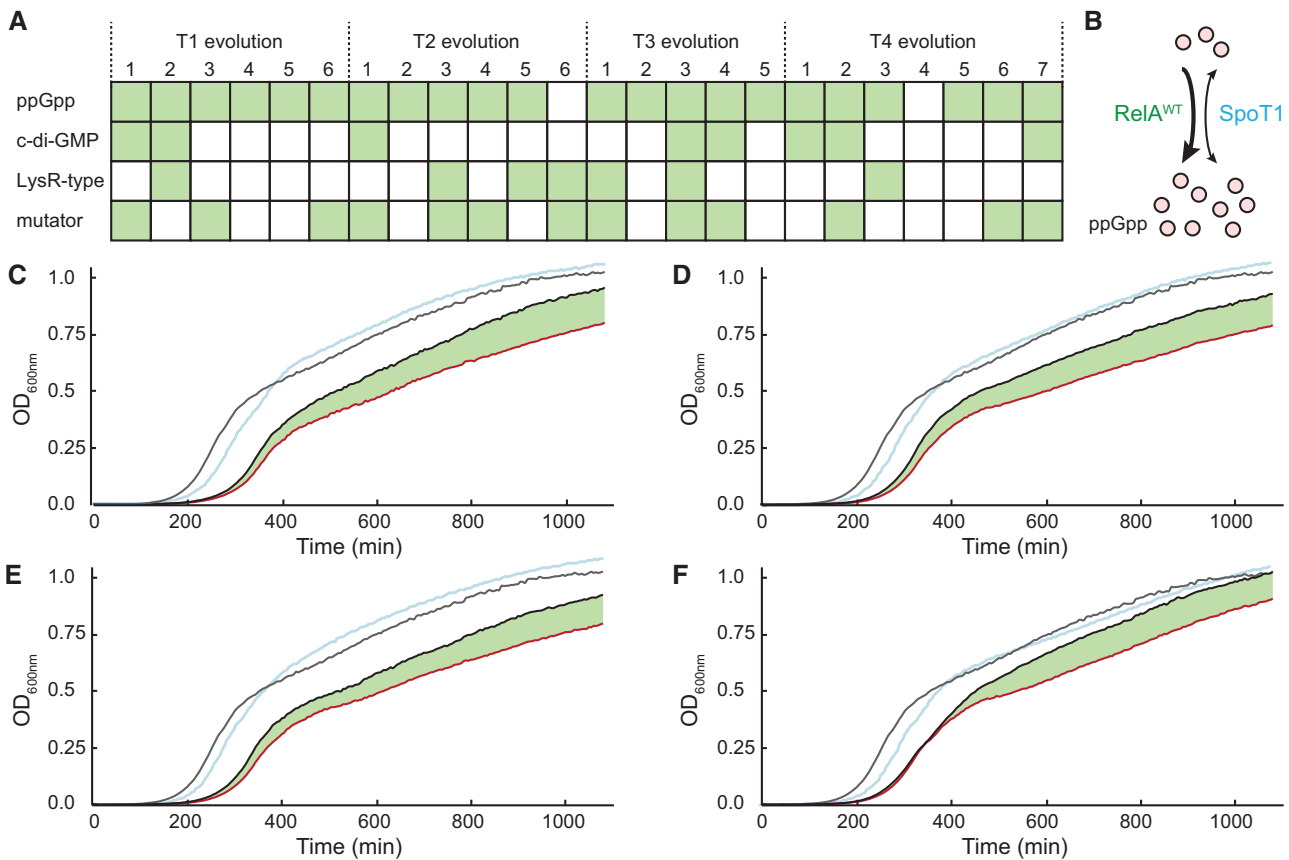 A
T1 evolution T2 evolution T3 evolution T4 evolution
1 2 3 4 5 6 1 2 3 4 5 6 1 2 3 4 5 1 2 3 4 5 6 7
ppGpp
c-di-GMP
LysR-type
mutator
B
RelA^WT SpoT1
ppGpp
C
OD600nm
1.0
0.75
0.5
0.25
0.0
0 200 400 600 800 1000
Time (min)
D
OD600nm
1.0
0.75
0.5
0.25
0.0
0 200 400 600 800 1000
Time (min)
E
OD600nm
1.0
0.75
0.5
0.25
0.0
0 200 400 600 800 1000
Time (min)
F
OD600nm
1.0
0.75
0.5
0.25
0.0
0 200 400 600 800 1000
Time (min)